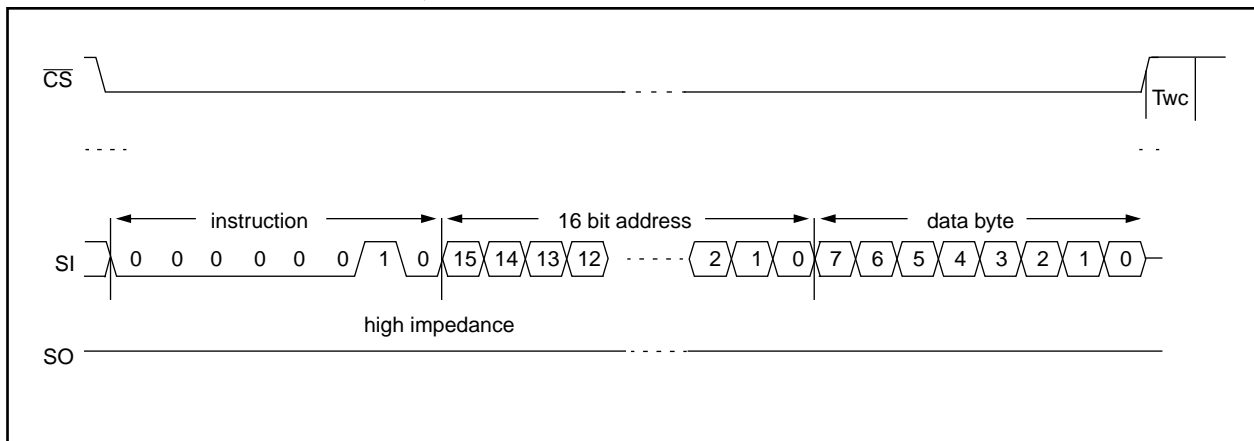 CS
Twc
instruction 16 bit address data byte
SI 0 0 0 0 0 0 1 0 15 14 13 12 2 1 0 7 6 5 4 3 2 1 0
high impedance
SO